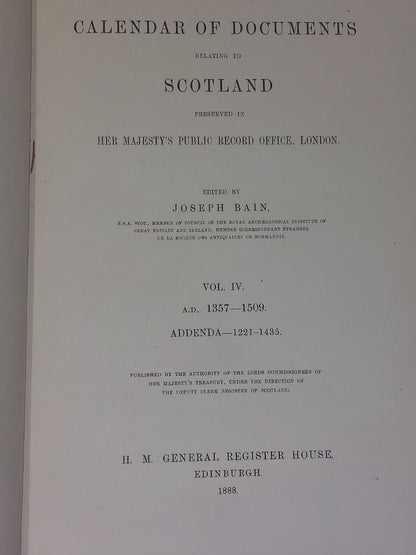 CALENDAR OF DOCUMENTS
RELATING TO
SCOTLAND
PRESERVED IN
HER MAJESTY'S PUBLIC RECORD OFFICE, LONDON.
EDITED BY
JOSEPH BAIN,
F.S.A. SCOT., MEMBER OF COUNCIL OF THE ROYAL ARCHÆOLOGICAL INSTITUTE OF
GREAT BRITAIN AND IRELAND, MEMBRE CORRESPONDANT ÉTRANGER
DE LA SOCIÉTÉ DES ANTIQUAIRES DE NORMANDIE.
VOL. IV.
A.D. 1357—1509.
ADDENDA—1221-1435.
PUBLISHED BY THE AUTHORITY OF THE LORDS COMMISSIONERS OF
HER MAJESTY'S TREASURY, UNDER THE DIRECTION OF
THE DEPUTY CLERK REGISTER OF SCOTLAND.
H. M. GENERAL REGISTER HOUSE,
EDINBURGH.
1888.